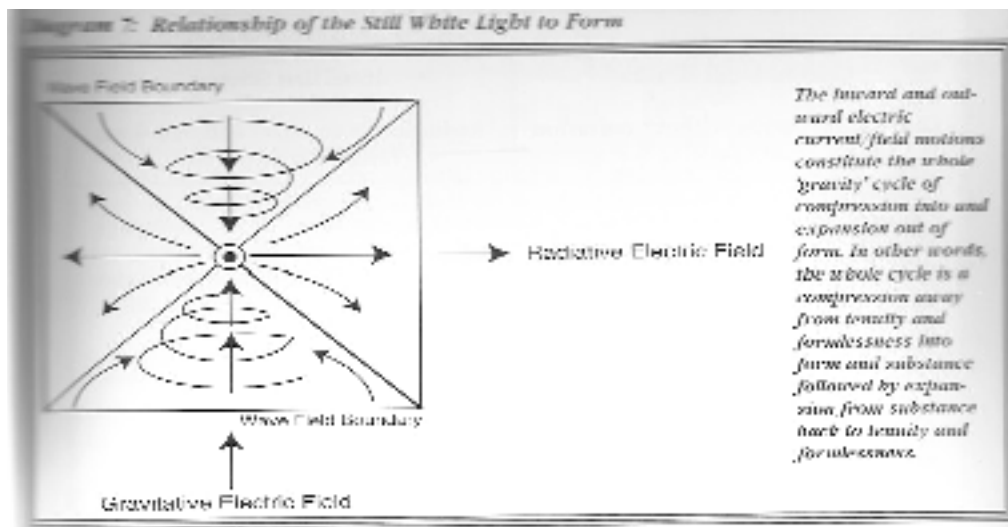 Diagram 7: Relationship of the Still White Light to Form
Wave Field Boundary
The inward and out-
ward electric
current/field motions
constitute the whole
'gravity' cycle of
compression into and
expansion out of
form. In other words,
the whole cycle is a
compression away
from tenuity and
formlessness into
form and substance
followed by expan-
sion from substance
back to tenuity and
formlessness.
Radiative Electric Field
Wave Field Boundary
Gravitative Electric Field